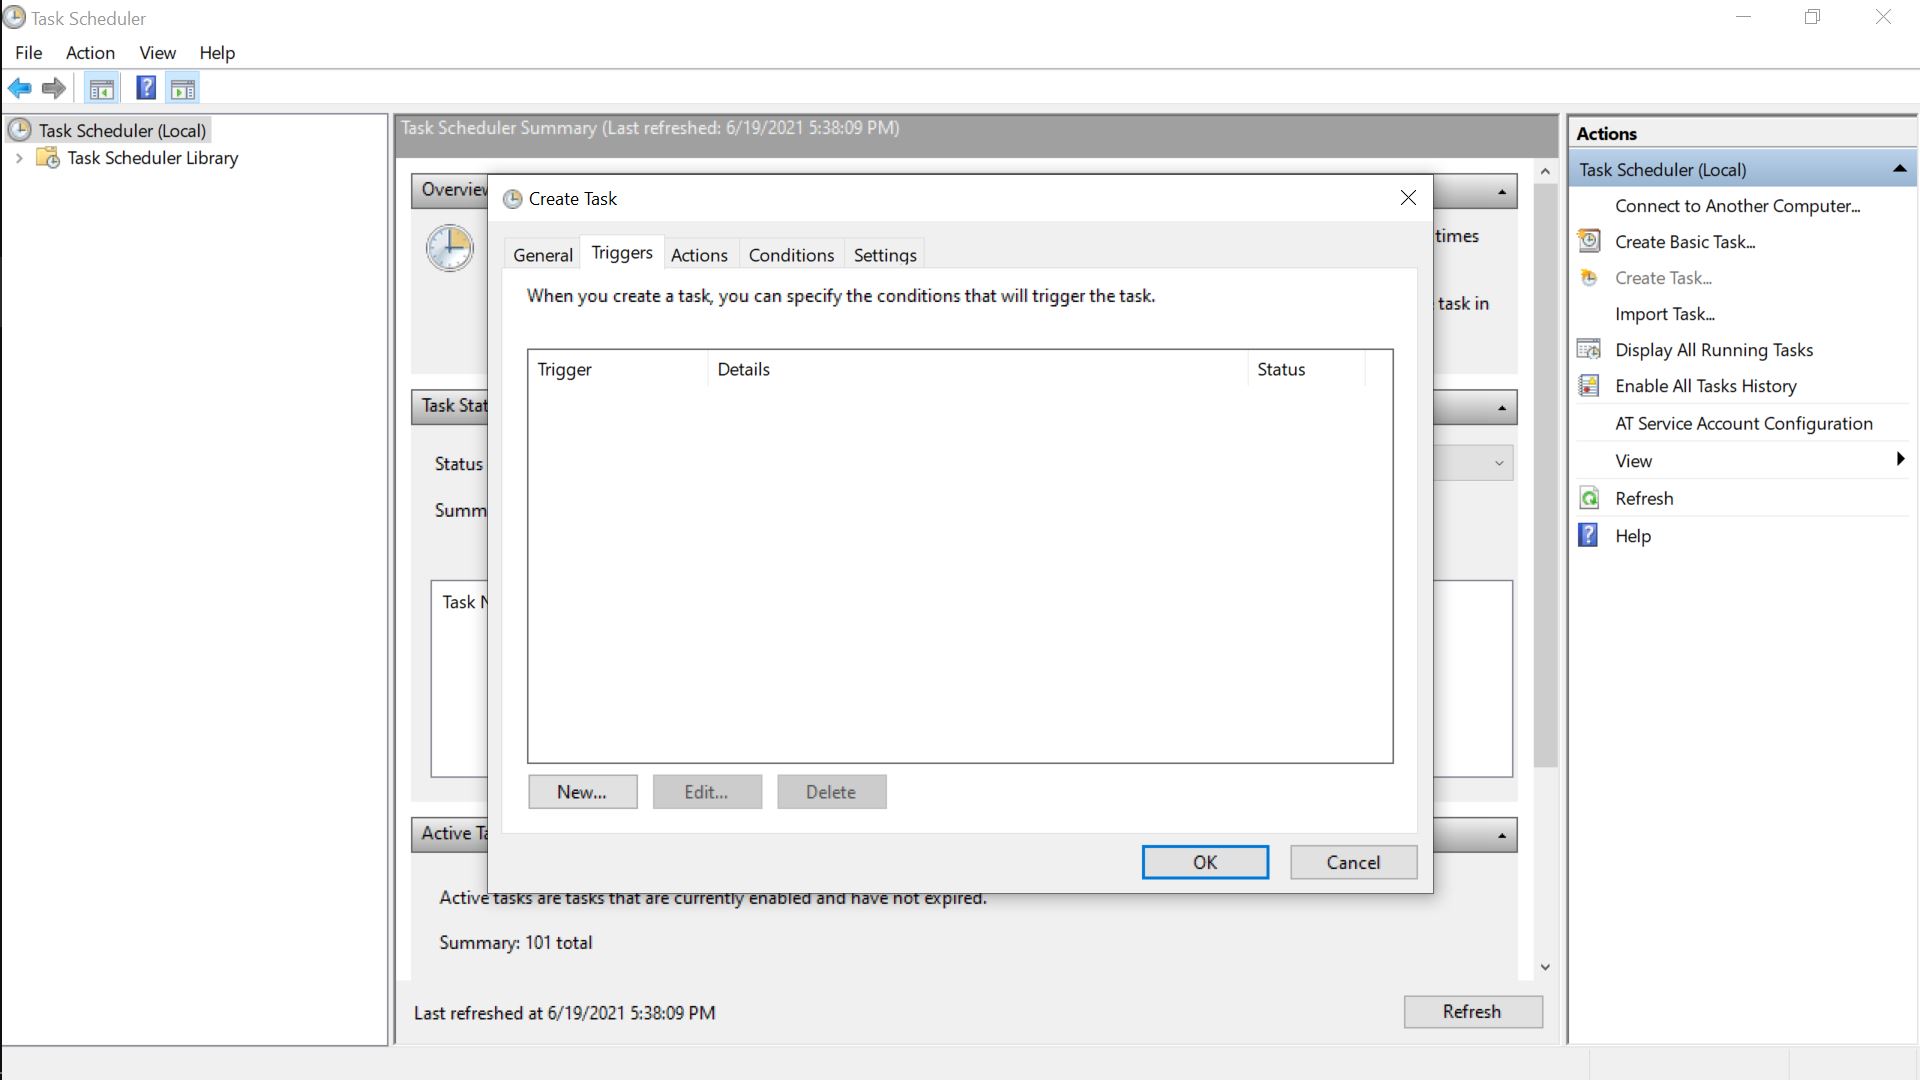 Task Scheduler
File Action View Help
Task Scheduler (Local)
Task Scheduler Library
Task Scheduler Summary (Last refreshed: 6/19/2021 5:38:09 PM)
Overview
times
task in
Task Stat
Status
Summ
Task N
Active Ta
Active tasks are tasks that are currently enabled and have not expired.
Summary: 101 total
Last refreshed at 6/19/2021 5:38:09 PM
Refresh
Create Task
General Triggers Actions Conditions Settings
When you create a task, you can specify the conditions that will trigger the task.
Trigger Details Status
New... Edit... Delete
OK Cancel
Actions
Task Scheduler (Local)
Connect to Another Computer...
Create Basic Task...
Create Task...
Import Task...
Display All Running Tasks
Enable All Tasks History
AT Service Account Configuration
View
Refresh
Help